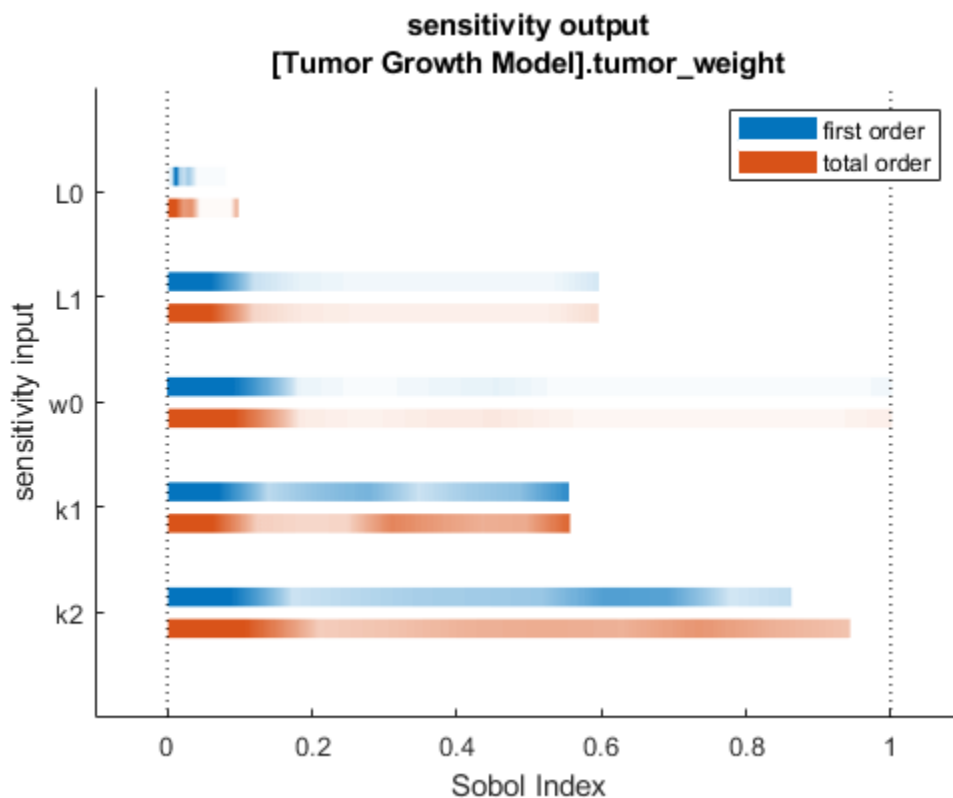 sensitivity output
[Tumor Growth Model].tumor_weight
first order
total order
sensitivity input
L0
L1
w0
k1
k2
0 0.2 0.4 0.6 0.8 1
Sobol Index